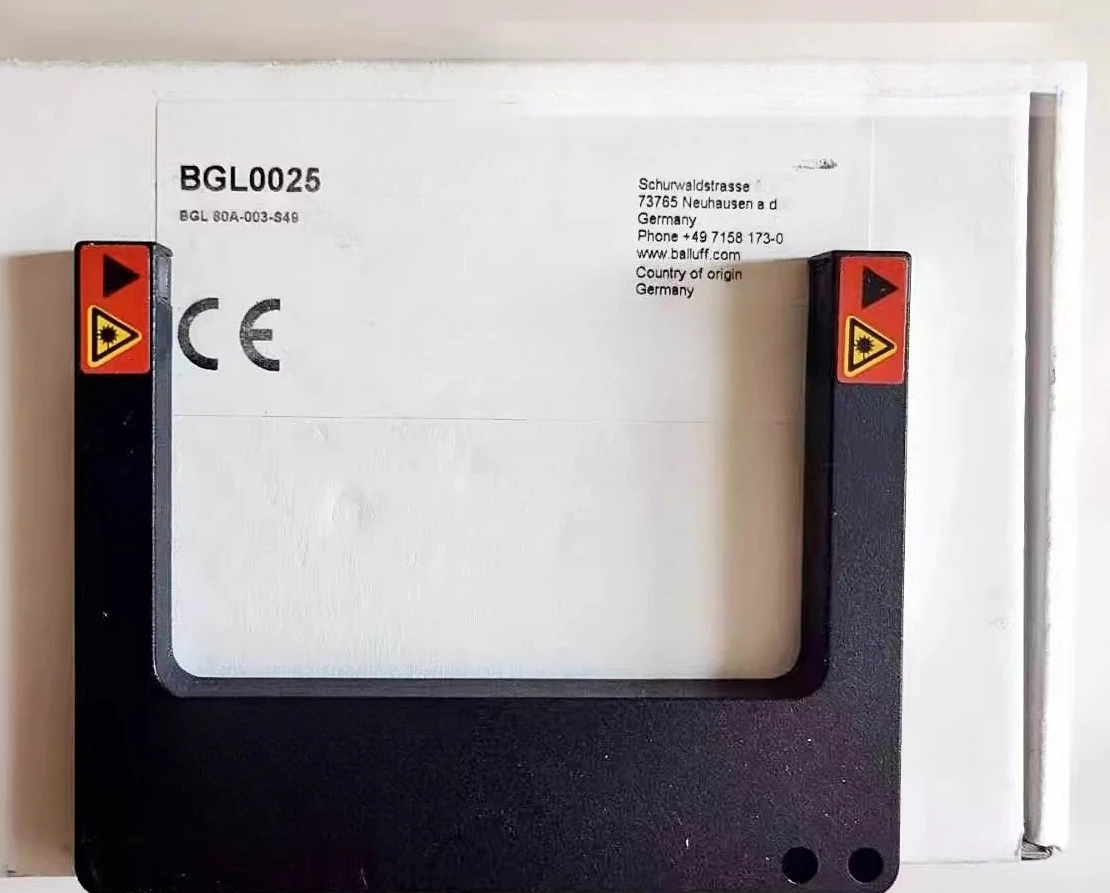 BGL0025
BGL 80A-003-S49
CE
Schurwaldstrasse
73765 Neuhausen a d
Germany
Phone +49 7158 173-0
www.balluff.com
Country of origin
Germany